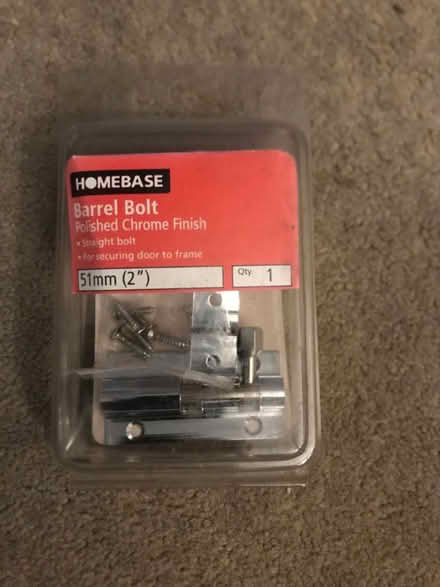 HOMEBASE
Barrel Bolt
Polished Chrome Finish
• Straight bolt
• For securing door to frame
51mm (2") Qty. 1